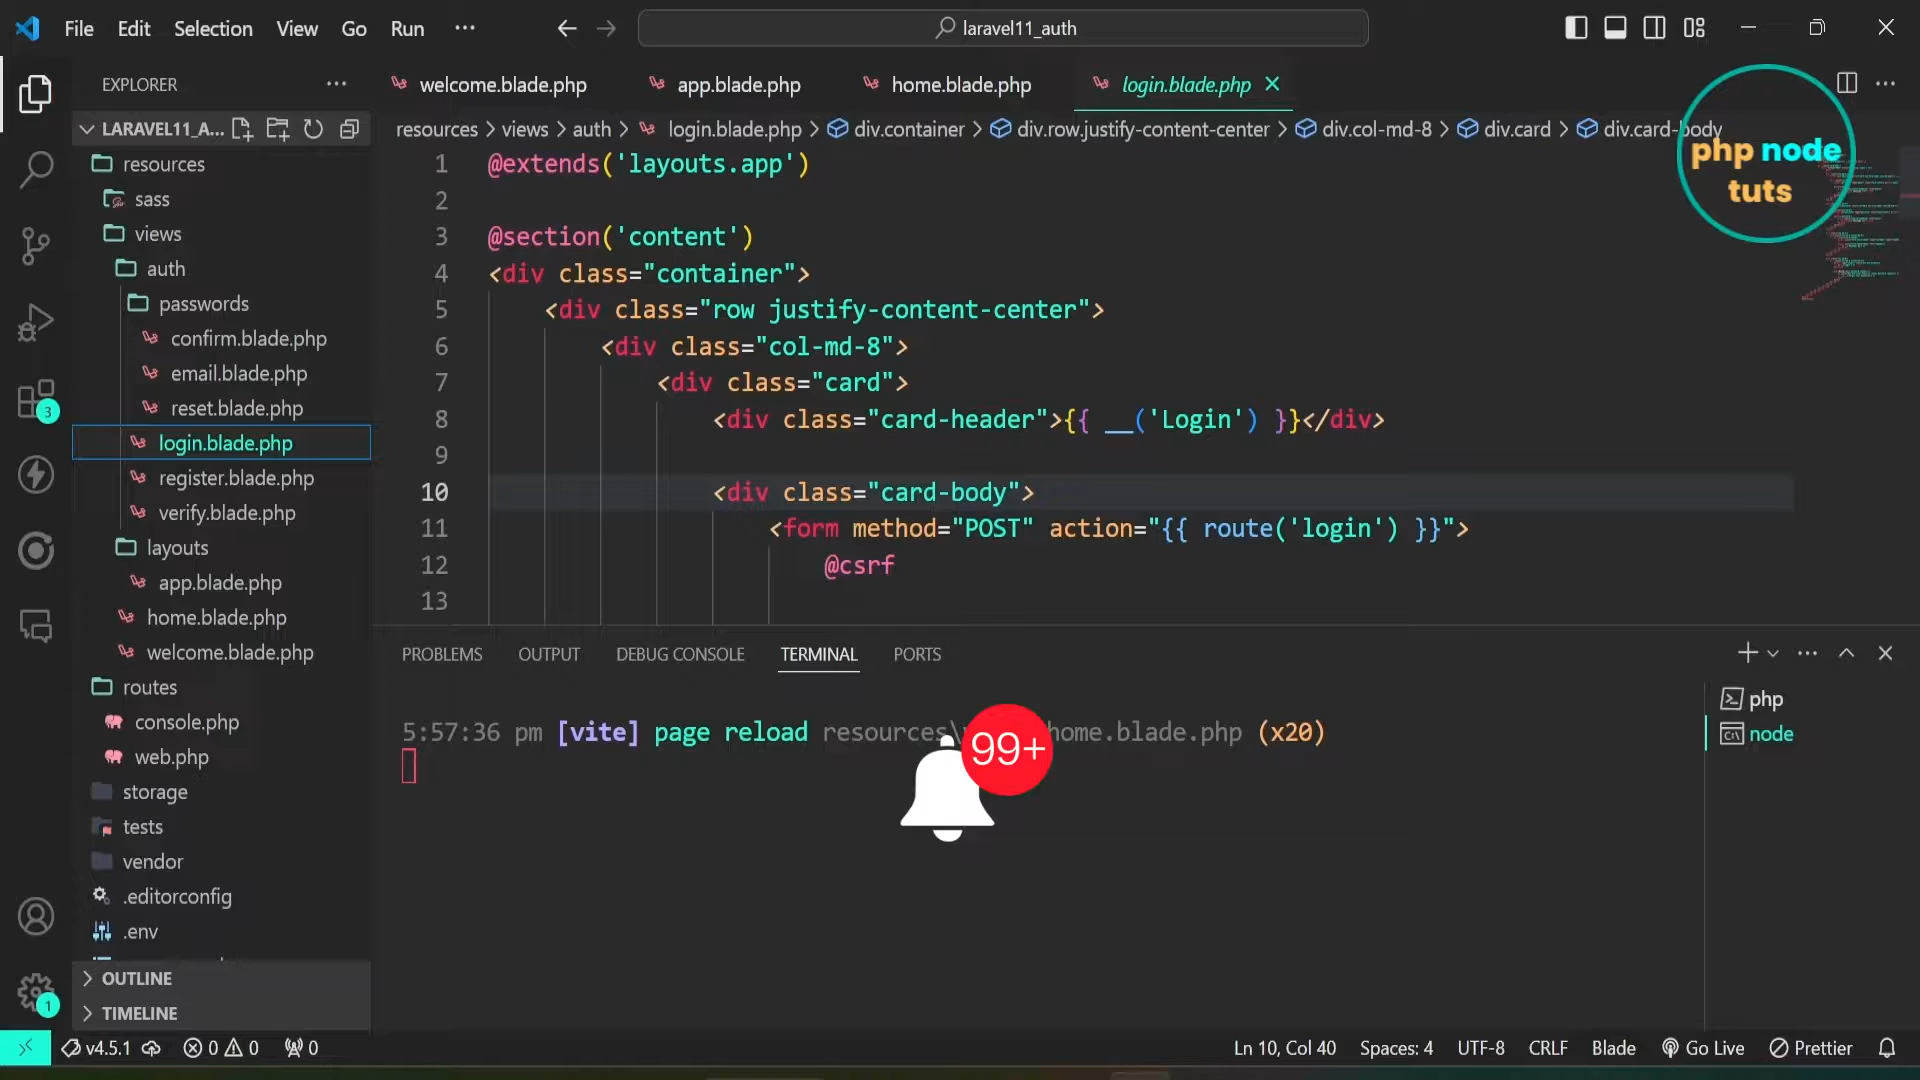 File Edit Selection View Go Run ··· laravel11_auth
EXPLORER ···
LARAVEL11_A...
resources
sass
views
auth
passwords
confirm.blade.php
email.blade.php
reset.blade.php
login.blade.php
register.blade.php
verify.blade.php
layouts
app.blade.php
home.blade.php
welcome.blade.php
routes
console.php
web.php
storage
tests
vendor
.editorconfig
.env
OUTLINE
TIMELINE
3
1
welcome.blade.php app.blade.php home.blade.php login.blade.php
resources > views > auth > login.blade.php > div.container > div.row.justify-content-center > div.col-md-8 > div.card > div.card-body
php node
tuts
1 @extends('layouts.app')
2
3 @section('content')
4 <div class="container">
5 <div class="row justify-content-center">
6 <div class="col-md-8">
7 <div class="card">
8 <div class="card-header">{{ __('Login') }}</div>
9
10 <div class="card-body">
11 <form method="POST" action="{{ route('login') }}">
12 @csrf
13
PROBLEMS OUTPUT DEBUG CONSOLE TERMINAL PORTS
5:57:36 pm [vite] page reload resources\ home.blade.php (x20)
99+
php
node
v4.5.1 0 0 0 Ln 10, Col 40 Spaces: 4 UTF-8 CRLF Blade Go Live Prettier